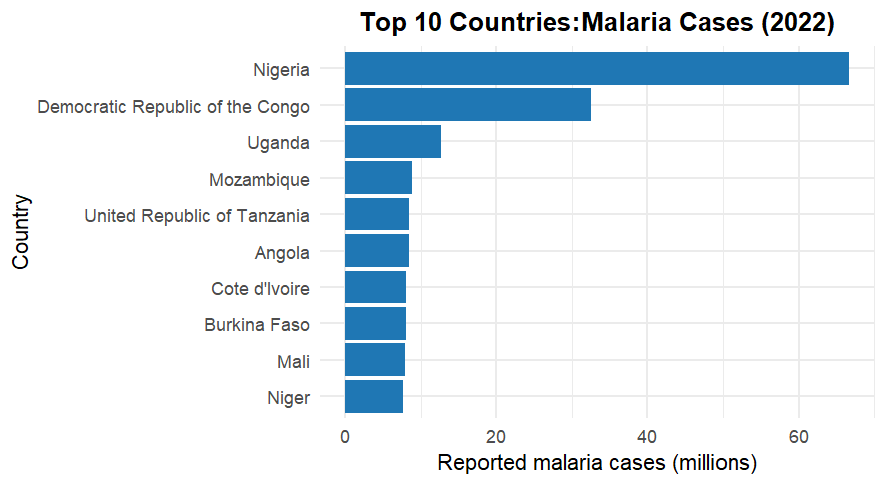 Top 10 Countries:Malaria Cases (2022)
Nigeria
Democratic Republic of the Congo
Uganda
Mozambique
United Republic of Tanzania
Angola
Cote d'Ivoire
Burkina Faso
Mali
Niger
Country
0 20 40 60
Reported malaria cases (millions)